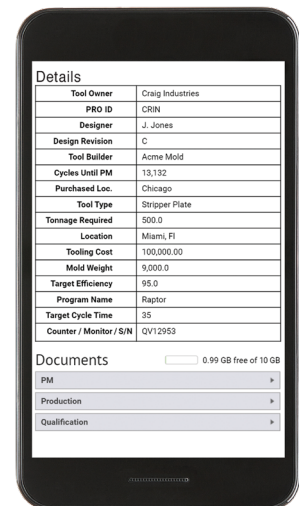 Details
Tool Owner Craig Industries
PRO ID CRIN
Designer J. Jones
Design Revision C
Tool Builder Acme Mold
Cycles Until PM 13,132
Purchased Loc. Chicago
Tool Type Stripper Plate
Tonnage Required 500.0
Location Miami, Fl
Tooling Cost 100,000.00
Mold Weight 9,000.0
Target Efficiency 95.0
Program Name Raptor
Target Cycle Time 35
Counter / Monitor / S/N QV12953
Documents 0.99 GB free of 10 GB
PM
Production
Qualification